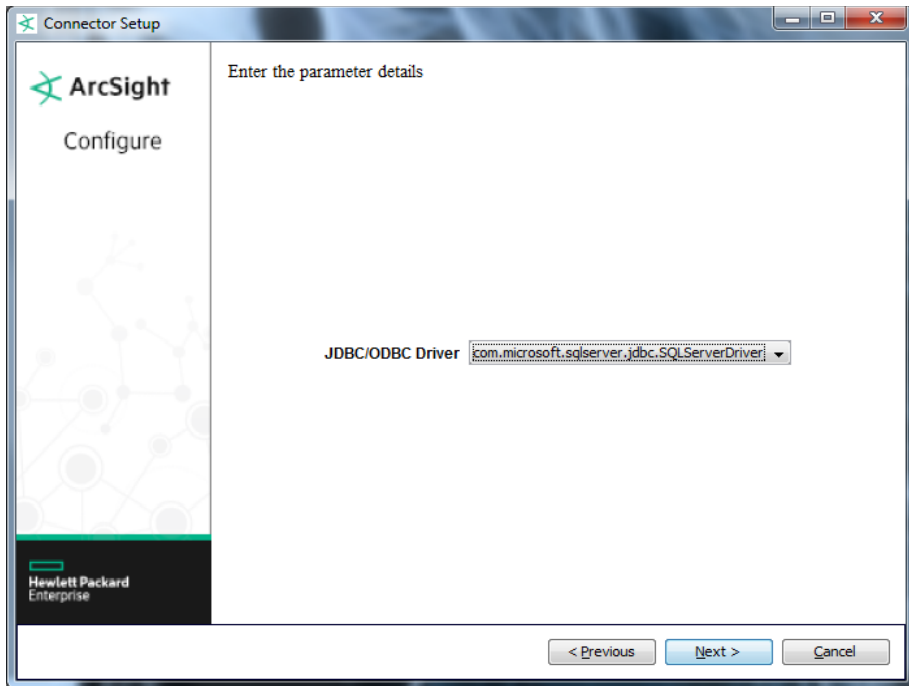 Connector Setup
ArcSight
Configure
Enter the parameter details
JDBC/ODBC Driver com.microsoft.sqlserver.jdbc.SQLServerDriver
Hewlett Packard
Enterprise
< Previous Next > Cancel